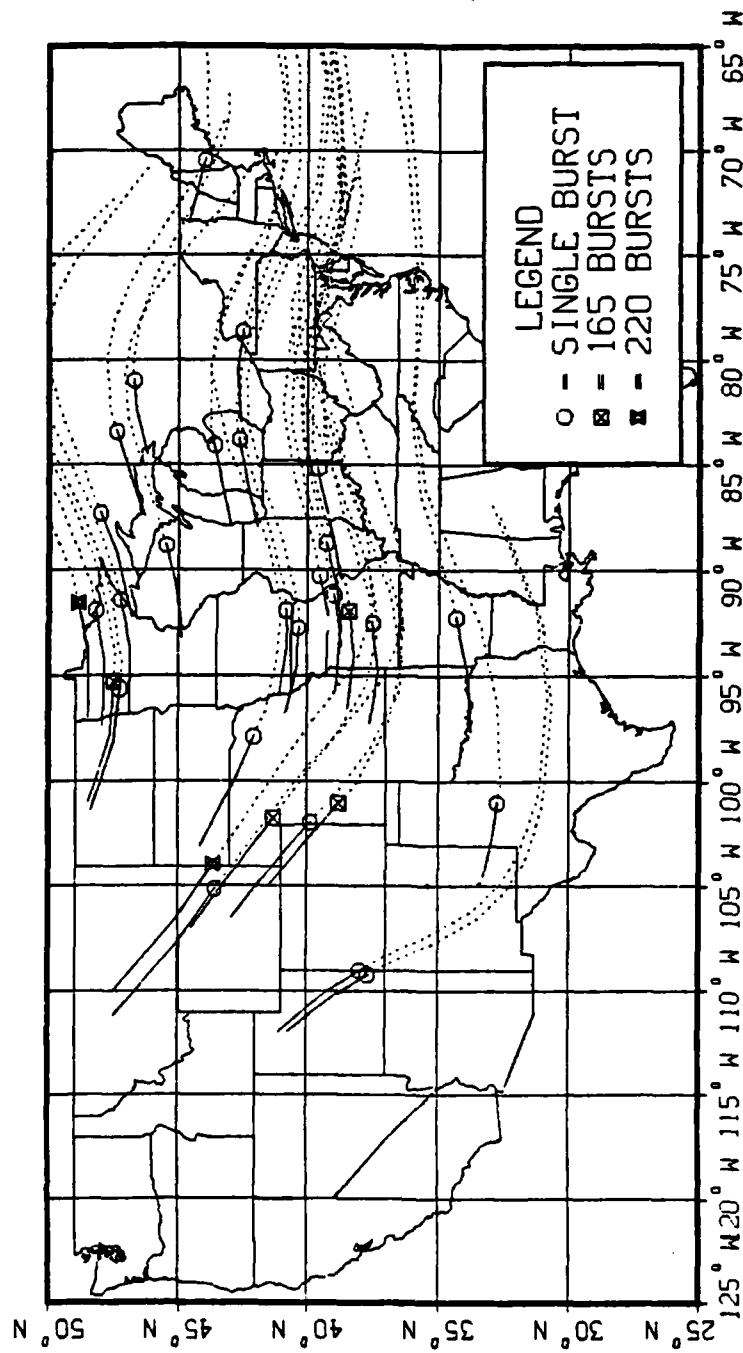 LEGEND
○ - SINGLE BURST
⊠ = 165 BURSTS
⧗ = 220 BURSTS
50° N
45° N
40° N
35° N
30° N
25° N
125° W 120° W 115° W 110° W 105° W 100° W 95° W 90° W 85° W 80° W 75° W 70° W 65° W